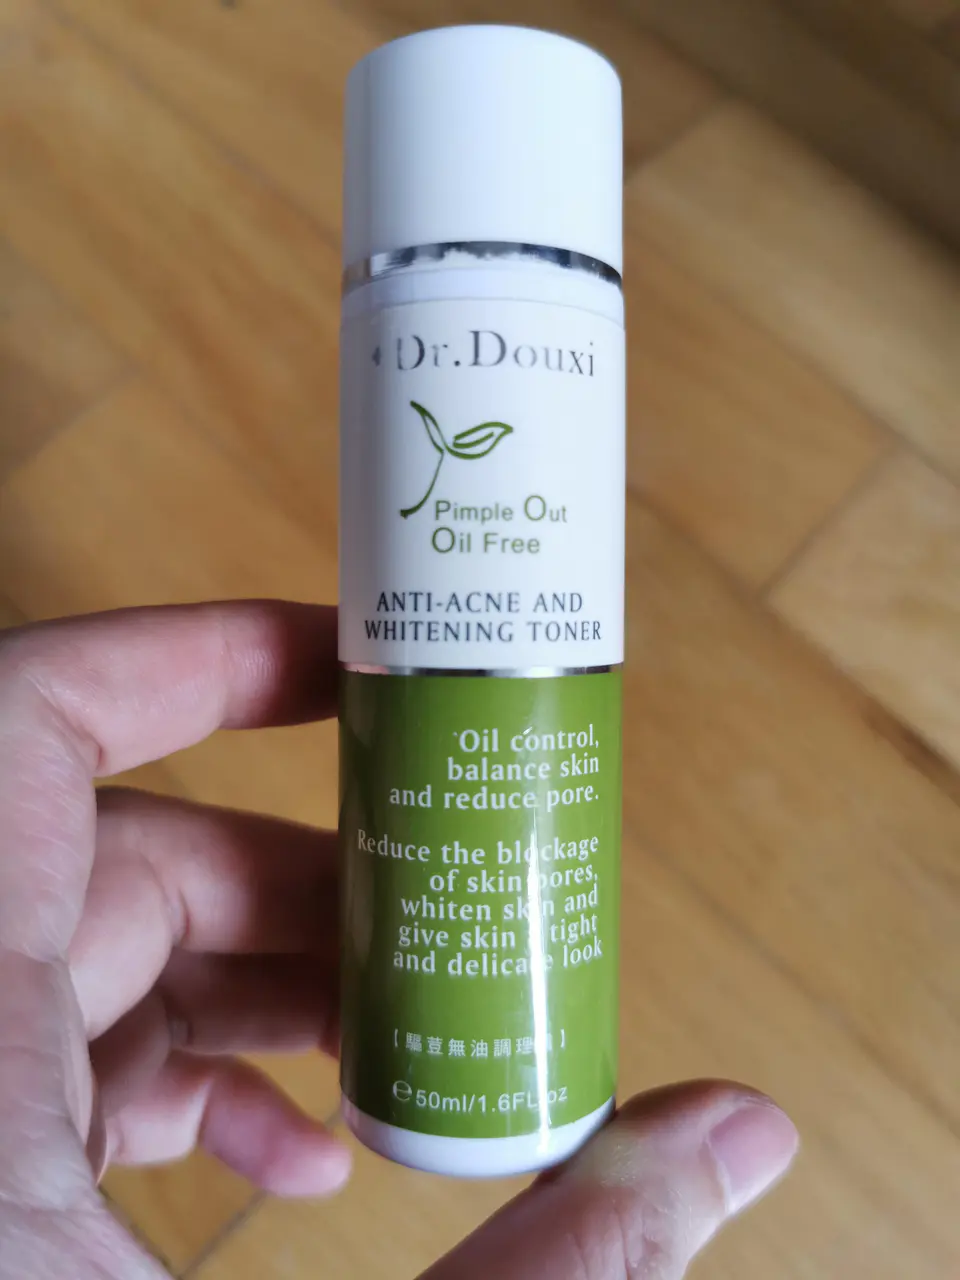 Dr.Douxi
Pimple Out
Oil Free
ANTI-ACNE AND
WHITENING TONER
Oil control,
balance skin
and reduce pore.
Reduce the blockage
of skin pores,
whiten skin and
give skin tight
and delicate look
【驅荳無油調理
e50ml/1.6FL oz